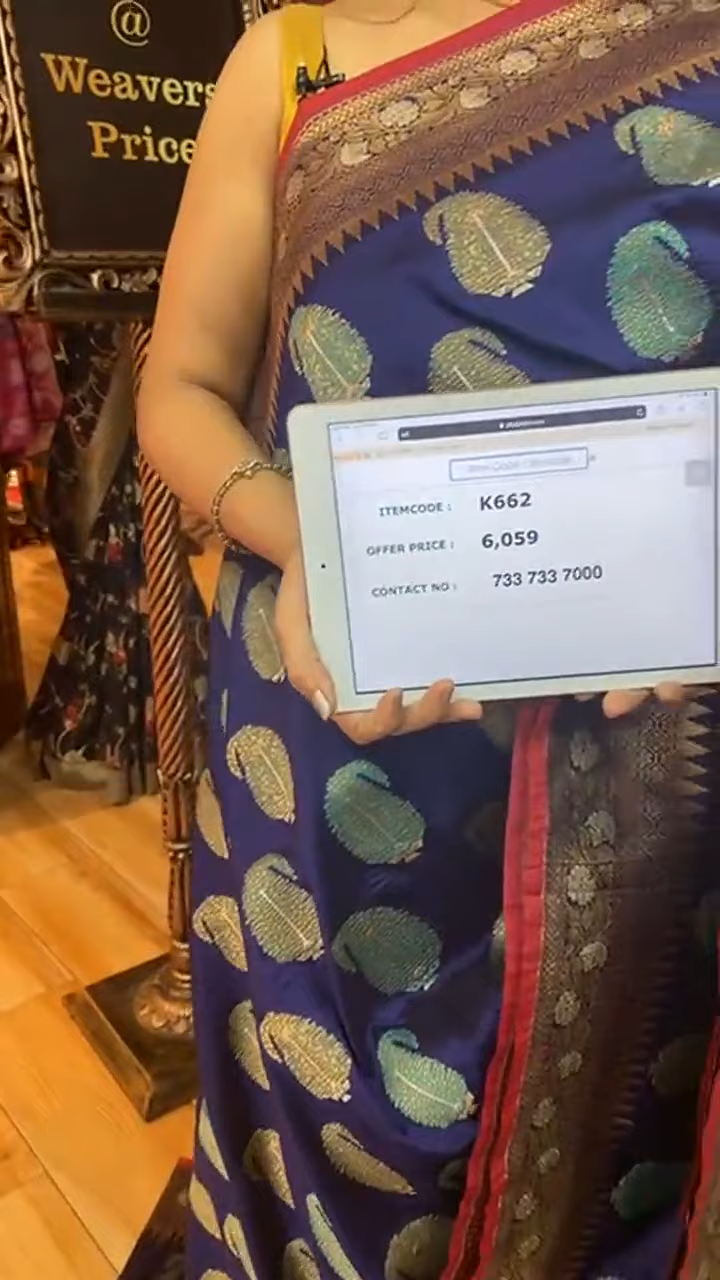 @
Weavers
Price
ITEMCODE : K662
OFFER PRICE : 6,059
CONTACT NO : 733 733 7000